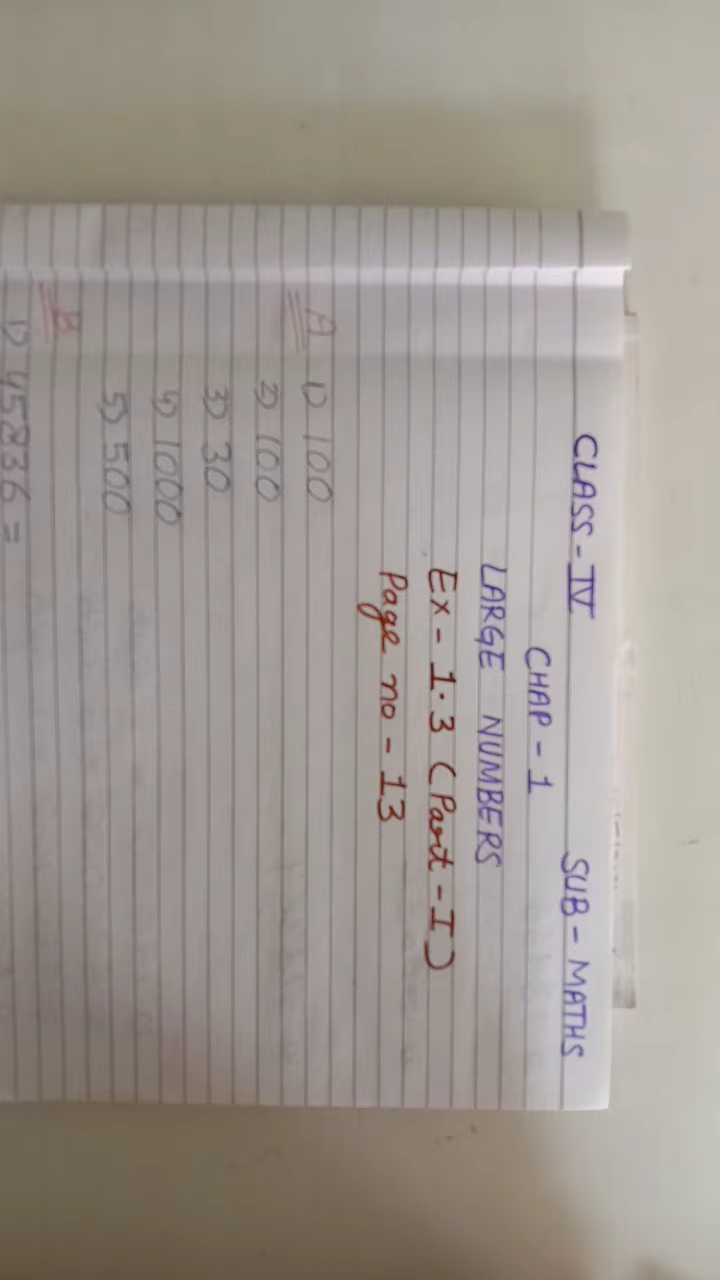 CLASS - IV SUB - MATHS
CHAP - 1
LARGE NUMBERS
Ex - 1.3 (Part - I)
Page no - 13
A 1) 100
2) 100
3) 30
4) 1000
5) 500
B
1) 45836 =